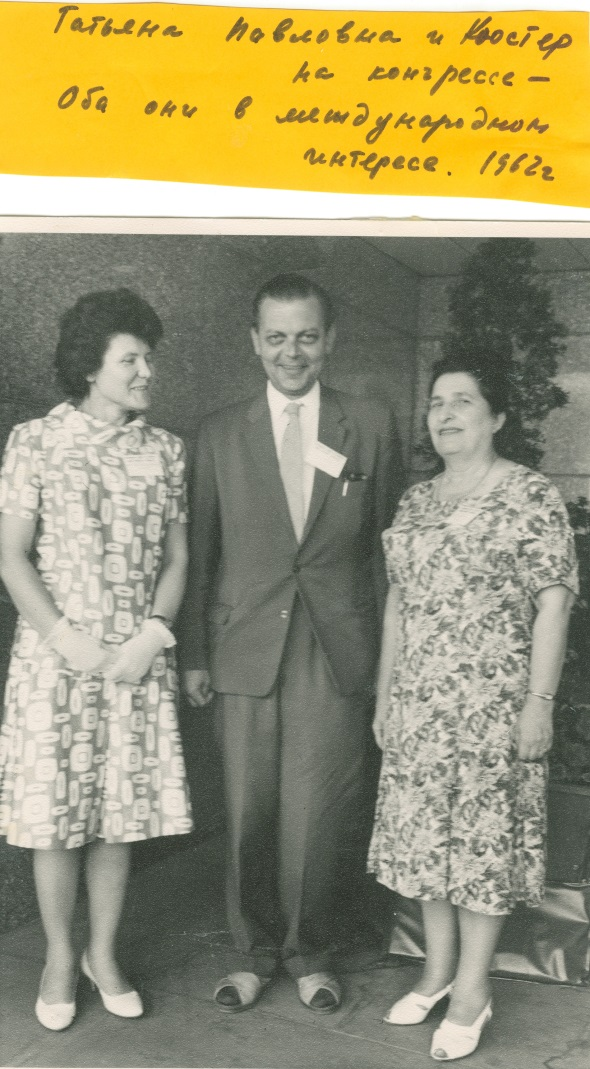 Татьяна Павловна и Кюстер
на конгрессе –
Оба они в международном
интересе. 1962г